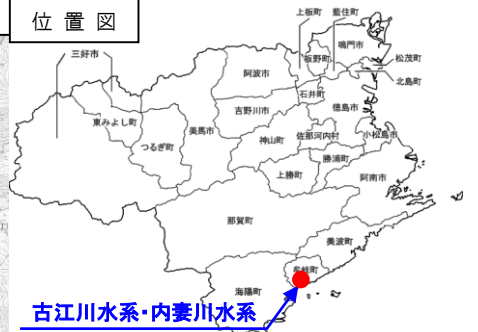 位置図
上板町
藍住町
三好市
鳴門市
松茂町
板野町
阿波市
北島町
石井町
東みよし町
吉野川市
徳島市
美馬市
つるぎ町
佐那河内村
小松島市
神山町
勝浦町
上勝町
阿南市
那賀町
美波町
牟岐町
海陽町
古江川水系・内妻川水系